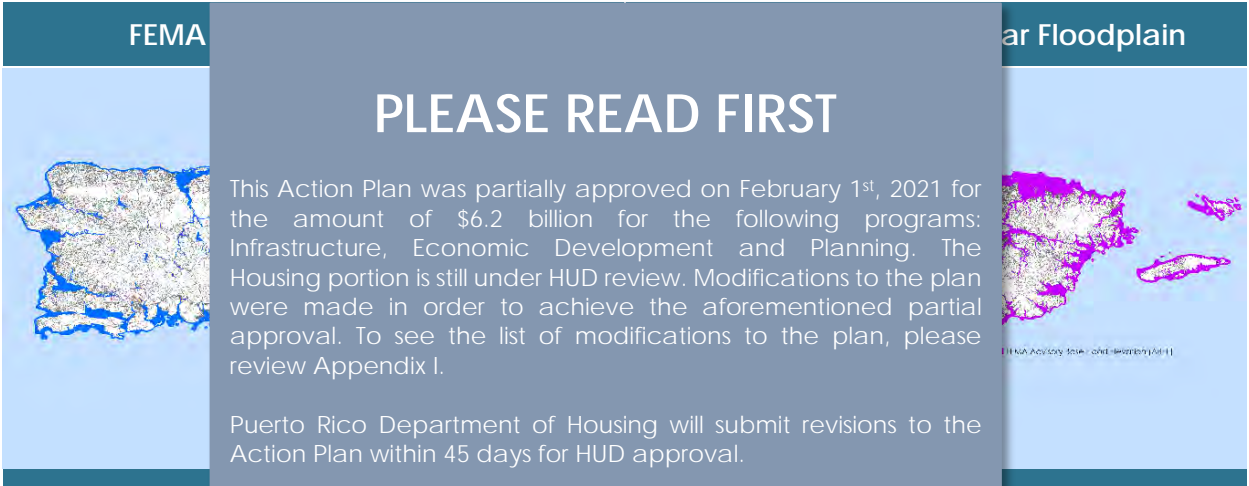 FEMA
ar Floodplain
PLEASE READ FIRST
This Action Plan was partially approved on February 1st, 2021 for
the amount of $6.2 billion for the following programs:
Infrastructure, Economic Development and Planning. The
Housing portion is still under HUD review. Modifications to the plan
were made in order to achieve the aforementioned partial
approval. To see the list of modifications to the plan, please
review Appendix I.
Puerto Rico Department of Housing will submit revisions to the
Action Plan within 45 days for HUD approval.
FEMA Advisory Base